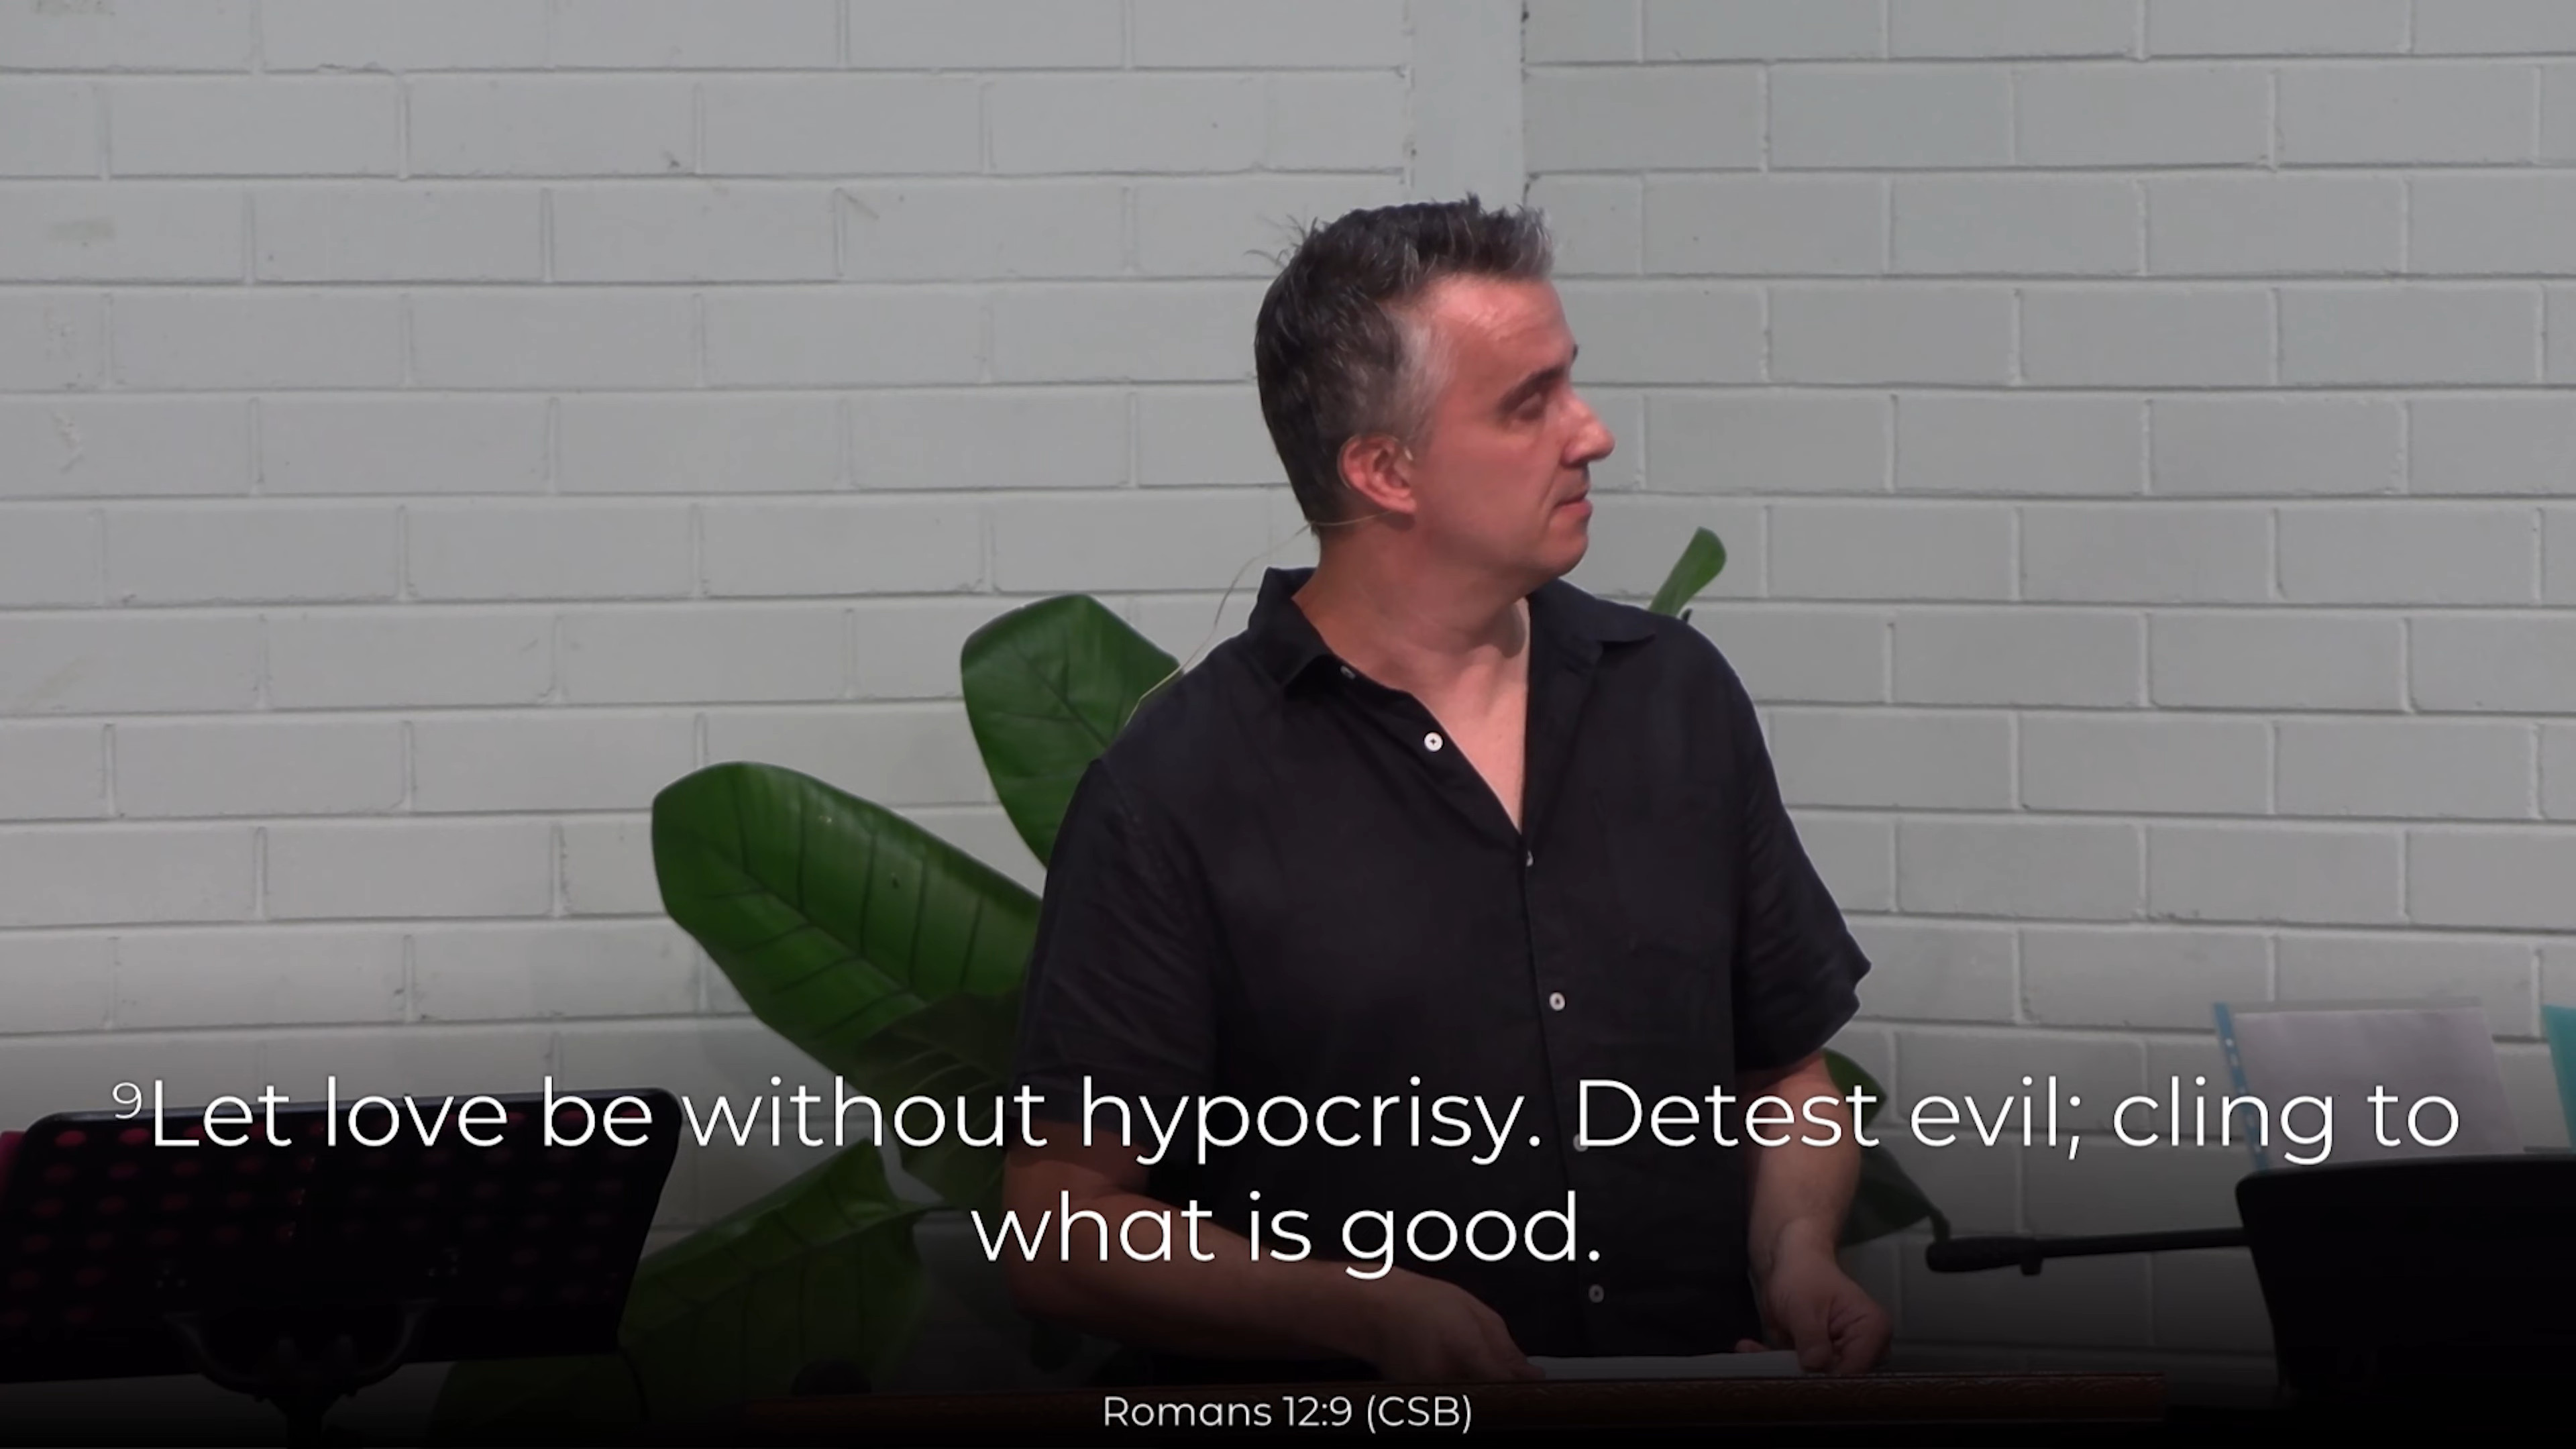 ⁹Let love be without hypocrisy. Detest evil; cling to
what is good.
Romans 12:9 (CSB)